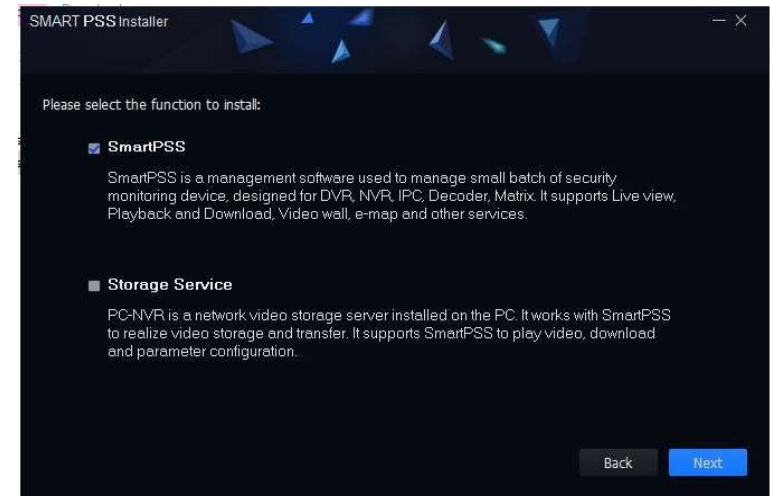 SMART PSS Installer
Please select the function to install:
SmartPSS
SmartPSS is a management software used to manage small batch of security
monitoring device, designed for DVR, NVR, IPC, Decoder, Matrix. It supports Live view,
Playback and Download, Video wall, e-map and other services.
Storage Service
PC-NVR is a network video storage server installed on the PC. It works with SmartPSS
to realize video storage and transfer. It supports SmartPSS to play video, download
and parameter configuration.
Back
Next